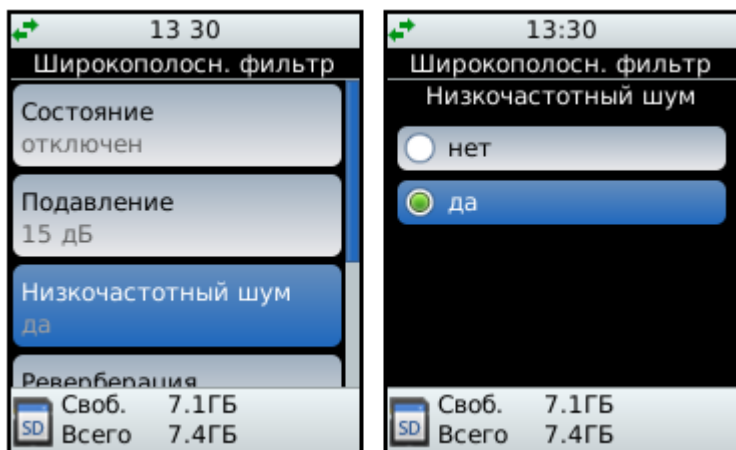 13 30
Широкополосн. фильтр
Состояние
отключен
Подавление
15 дБ
Низкочастотный шум
да
Реверберация
SD
Своб. 7.1ГБ
Всего 7.4ГБ
13:30
Широкополосн. фильтр
Низкочастотный шум
нет
да
SD
Своб. 7.1ГБ
Всего 7.4ГБ